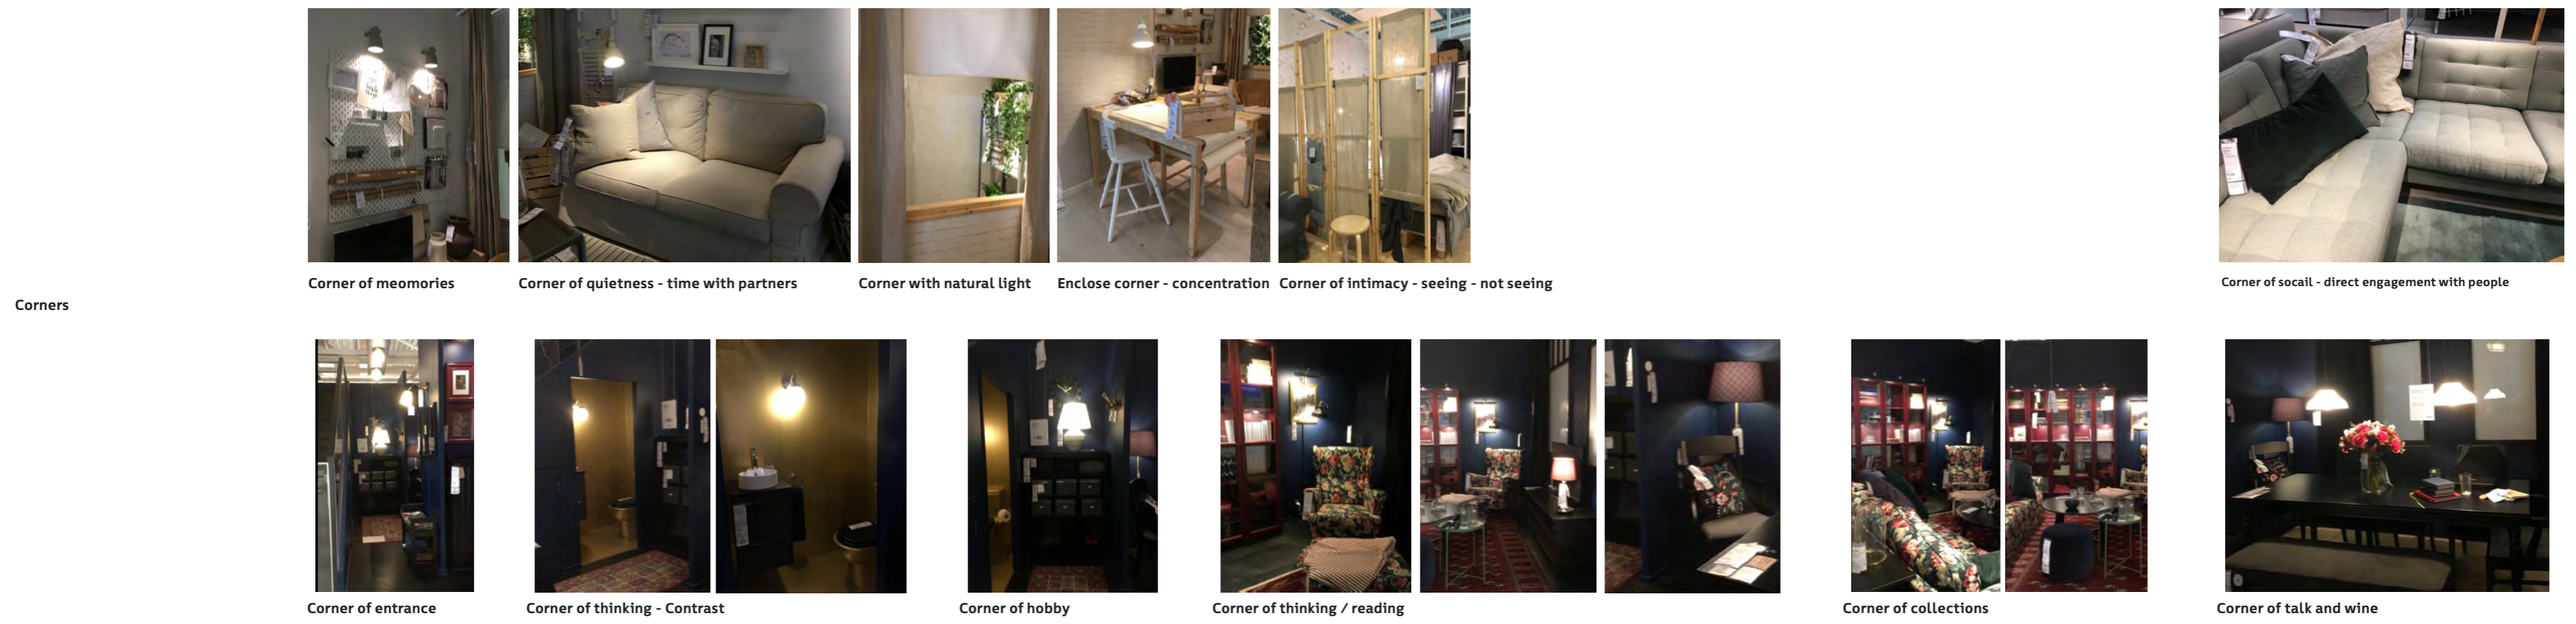 Corner of meomories
Corner of quietness - time with partners
Corner with natural light
Enclose corner - concentration
Corner of intimacy - seeing - not seeing
Corner of socail - direct engagement with people
Corners
Corner of entrance
Corner of thinking - Contrast
Corner of hobby
Corner of thinking / reading
Corner of collections
Corner of talk and wine